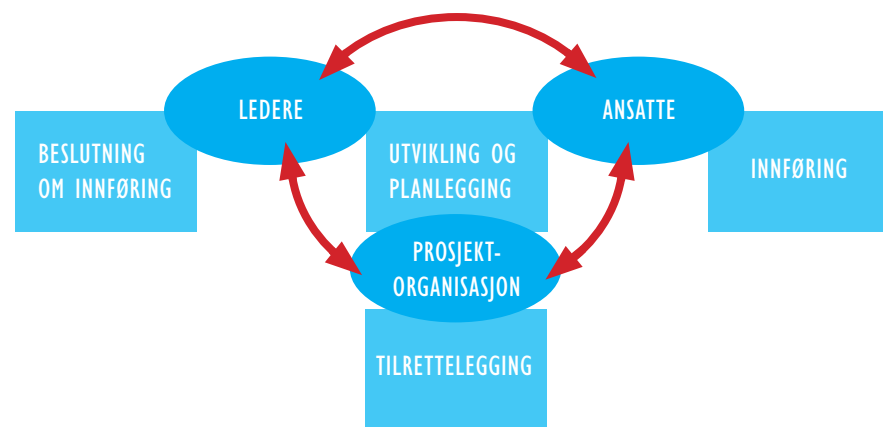 LEDERE
ANSATTE
BESLUTNING
OM INNFØRING
UTVIKLING OG
PLANLEGGING
INNFØRING
PROSJEKT-
ORGANISASJON
TILRETTELEGGING